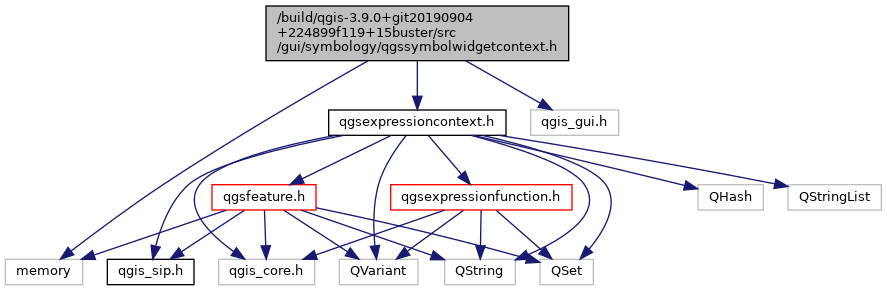 /build/qgis-3.9.0+git20190904
+224899f119+15buster/src
/gui/symbology/qgssymbolwidgetcontext.h
qgsexpressioncontext.h
qgis_gui.h
qgsfeature.h
qgsexpressionfunction.h
QHash
QStringList
memory
qgis_sip.h
qgis_core.h
QVariant
QString
QSet